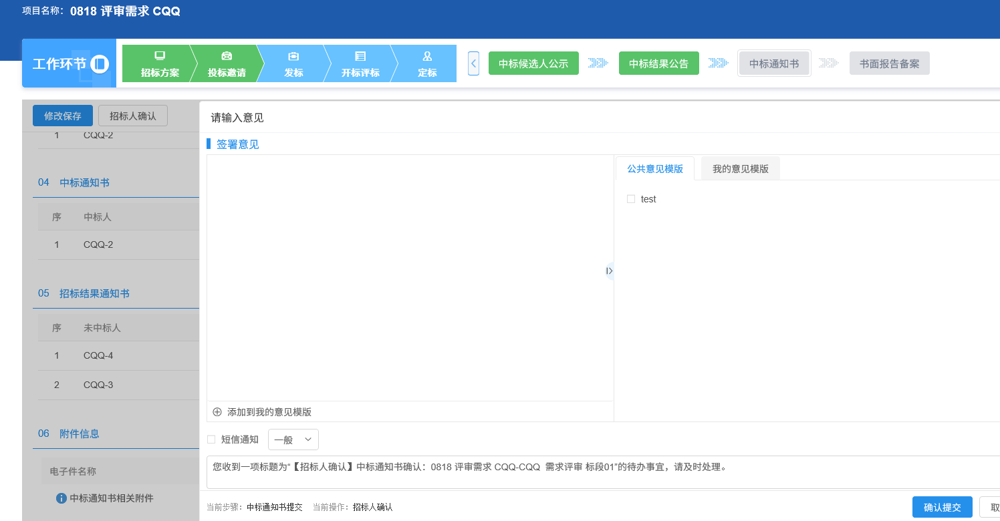 项目名称：0818 评审需求 CQQ
工作环节
招标方案
投标邀请
发标
开标评标
定标
中标候选人公示
中标结果公告
中标通知书
书面报告备案
修改保存
招标人确认
1 CQQ-2
04 中标通知书
序 中标人
1 CQQ-2
05 招标结果通知书
序 未中标人
1 CQQ-4
2 CQQ-3
06 附件信息
电子件名称
中标通知书相关附件
请输入意见
签署意见
公共意见模版
我的意见模版
test
添加到我的意见模版
短信通知 一般
您收到一项标题为“【招标人确认】中标通知书确认：0818 评审需求 CQQ-CQQ 需求评审 标段01”的待办事宜，请及时处理。
当前步骤：中标通知书提交 当前操作：招标人确认
确认提交
取